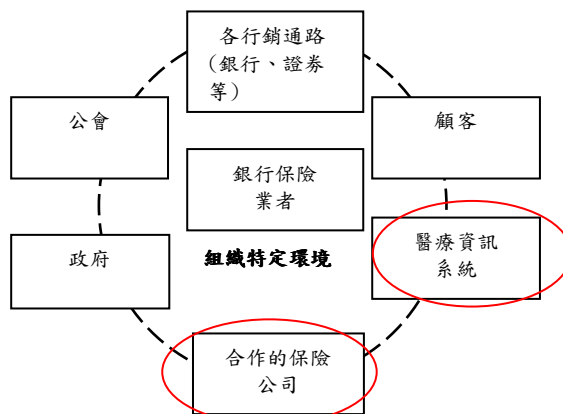 各行銷通路
(銀行、證券
等)
公會
顧客
銀行保險
業者
政府
組織特定環境
醫療資訊
系統
合作的保險
公司